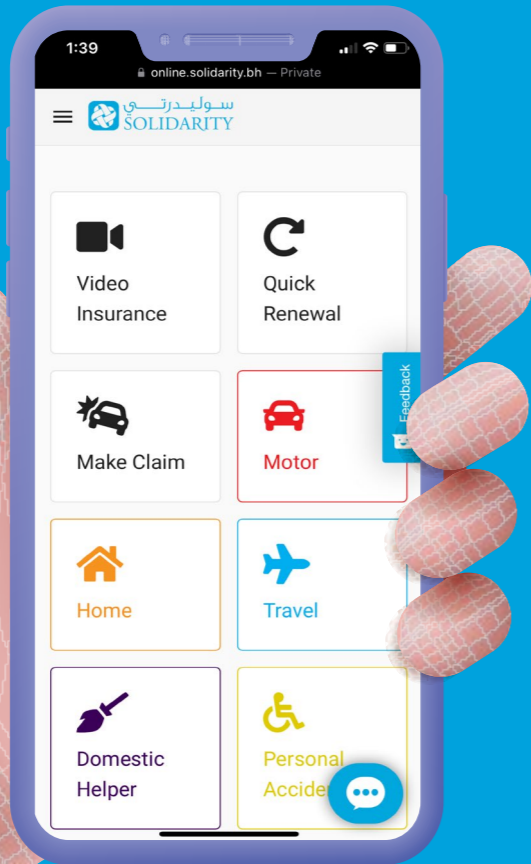 1:39
online.solidarity.bh — Private
سوليدرتي
SOLIDARITY
Video
Insurance
Quick
Renewal
Feedback
Make Claim
Motor
Home
Travel
Domestic
Helper
Personal